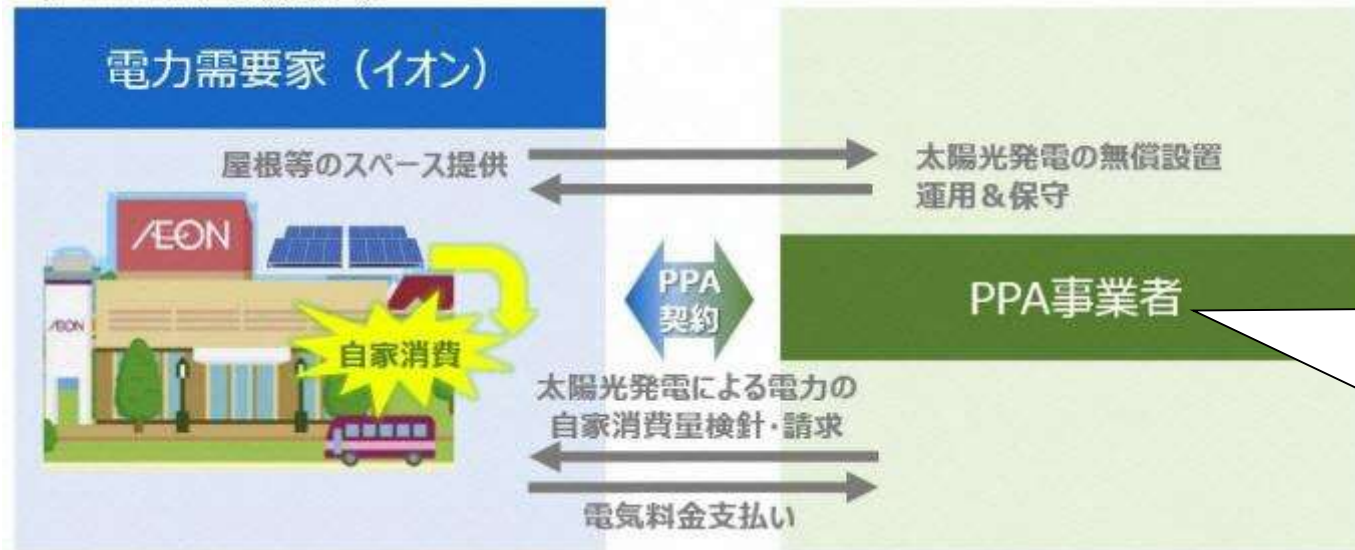 電力需要家（イオン）
屋根等のスペース提供
太陽光発電の無償設置
運用＆保守
ÆON
ÆON
自家消費
PPA
契約
PPA事業者
太陽光発電による電力の
自家消費量検針・請求
電気料金支払い